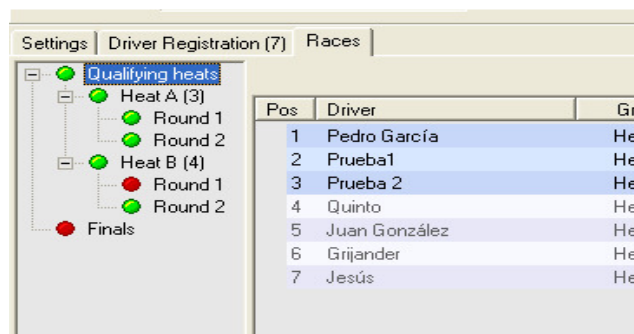 Settings Driver Registration (7) Races
Qualifying heats
Heat A (3)
Round 1
Round 2
Heat B (4)
Round 1
Round 2
Finals
Pos Driver
1 Pedro García
2 Prueba1
3 Prueba 2
4 Quinto
5 Juan González
6 Grijander
7 Jesús